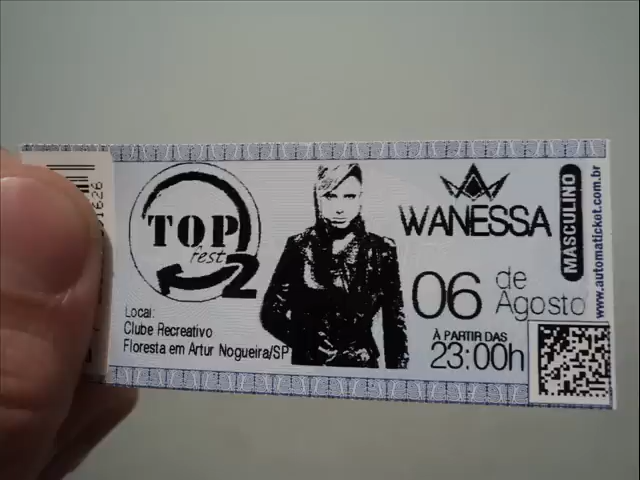 TOP
fest
2
Local:
Clube Recreativo
Floresta em Artur Nogueira/SP
WANESSA
06 de Agosto
À PARTIR DAS
23:00h
MASCULINO
www.automaticket.com.br
1626